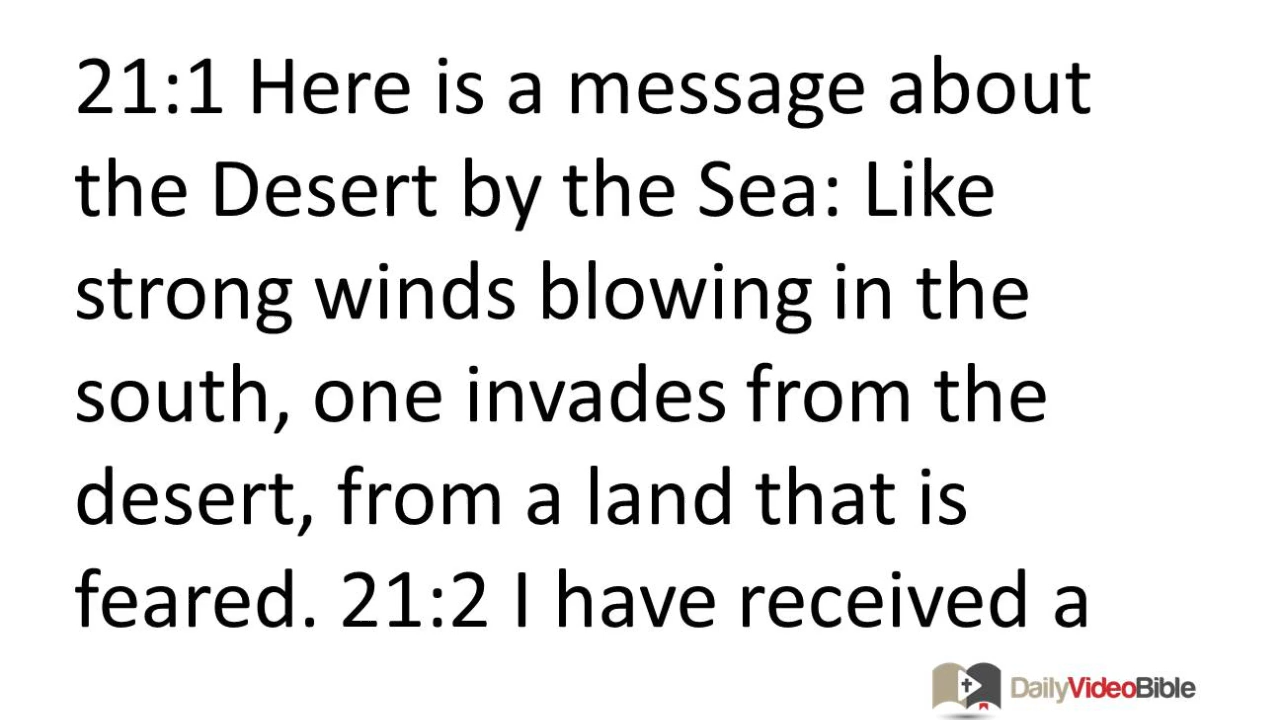 21:1 Here is a message about
the Desert by the Sea: Like
strong winds blowing in the
south, one invades from the
desert, from a land that is
feared. 21:2 I have received a
DailyVideoBible